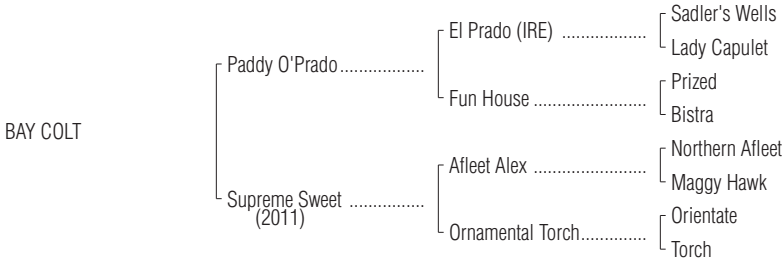 Sadler's Wells
El Prado (IRE) ..................
Lady Capulet
Paddy O'Prado..................
Prized
Fun House ........................
Bistra
BAY COLT
Northern Afleet
Afleet Alex ........................
Maggy Hawk
Supreme Sweet ................
(2011)
Orientate
Ornamental Torch..............
Torch